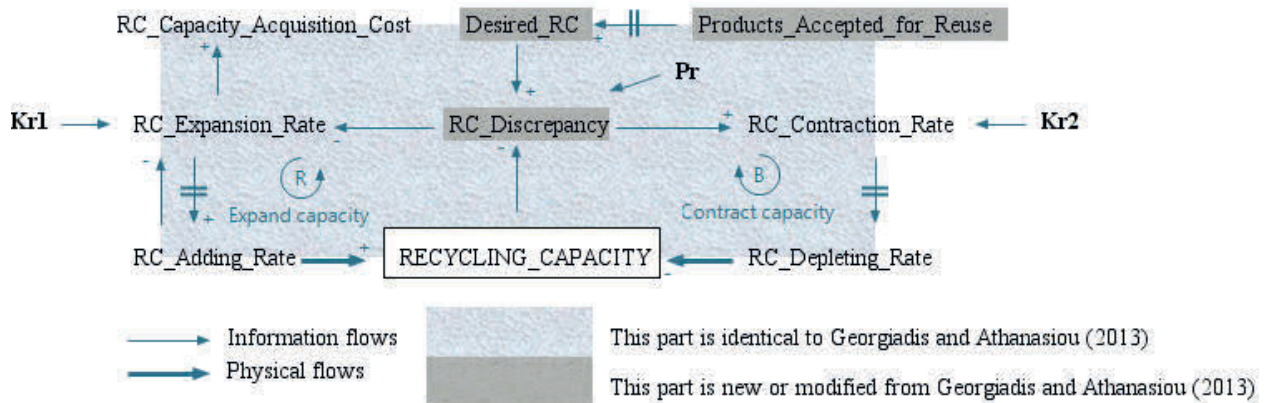 RC_Capacity_Acquisition_Cost Desired_RC Products_Accepted_for_Reuse
+ +
Pr
+
Kr1 RC_Expansion_Rate RC_Discrepancy + RC_Contraction_Rate Kr2
- - -
R B
+ Expand capacity Contract capacity
RC_Adding_Rate + RECYCLING_CAPACITY - RC_Depleting_Rate
Information flows This part is identical to Georgiadis and Athanasiou (2013)
Physical flows This part is new or modified from Georgiadis and Athanasiou (2013)